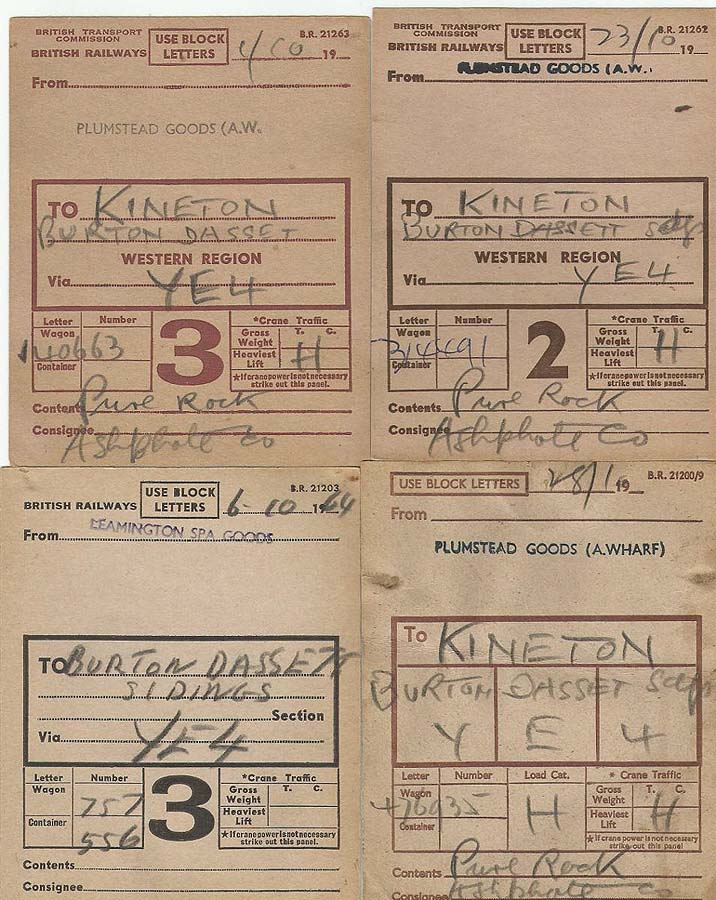 BRITISH TRANSPORT COMMISSION
BRITISH RAILWAYS
USE BLOCK LETTERS
4/10 19
B.R. 21263
From
PLUMSTEAD GOODS (A.W.
TO KINETON
BURTON DASSET
WESTERN REGION
Via YE4
Letter Number
Wagon
140663
Container
3
*Crane Traffic
Gross Weight T. C.
Heaviest Lift H
★If crane power is not necessary strike out this panel.
Contents Pure Rock
Consignee Ashphalte Co
BRITISH TRANSPORT COMMISSION
BRITISH RAILWAYS
USE BLOCK LETTERS
23/10 19
B.R. 21262
From
PLUMSTEAD GOODS (A.W.
TO KINETON
BURTON DASSETT Sdgs
WESTERN REGION
Via YE4
Letter Number
Wagon
314491
Container
2
*Crane Traffic
Gross Weight T. C.
Heaviest Lift H
★If crane power is not necessary strike out this panel.
Contents Pure Rock
Consignee Ashphalte Co
BRITISH RAILWAYS
USE BLOCK LETTERS
6-10 1964
B.R. 21203
From LEAMINGTON SPA GOODS
TO BURTON DASSETT
SIDINGS
Section
Via YE4
Letter Number
Wagon 757
Container 556
3
*Crane Traffic
Gross Weight T. C.
Heaviest Lift
★If crane power is not necessary strike out this panel.
Contents
Consignee
USE BLOCK LETTERS
28/1 19
B.R. 21200/9
From
PLUMSTEAD GOODS (A.WHARF)
To KINETON
BURTON DASSET Sdgs
Y E 4
Letter Number Load Cat. * Crane Traffic
Wagon
Container
H
Gross Weight T. C.
Heaviest Lift H
★If crane power is not necessary strike out this panel.
Contents Pure Rock
Consignee Ashphalte Co